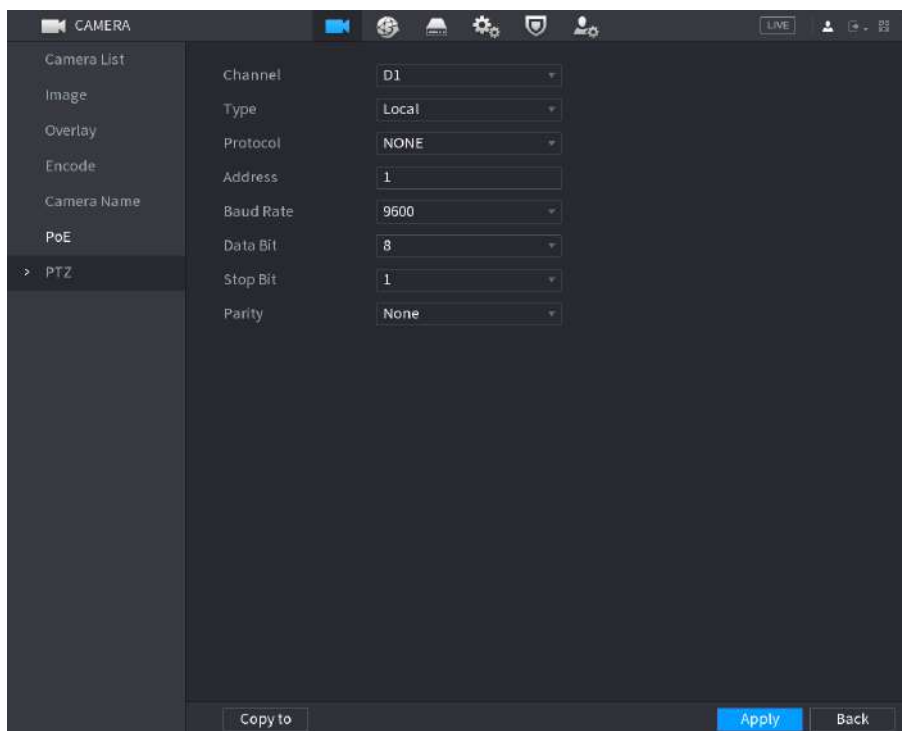 CAMERA
LIVE
Camera List
Image
Overlay
Encode
Camera Name
PoE
> PTZ
Channel D1
Type Local
Protocol NONE
Address 1
Baud Rate 9600
Data Bit 8
Stop Bit 1
Parity None
Copy to Apply Back